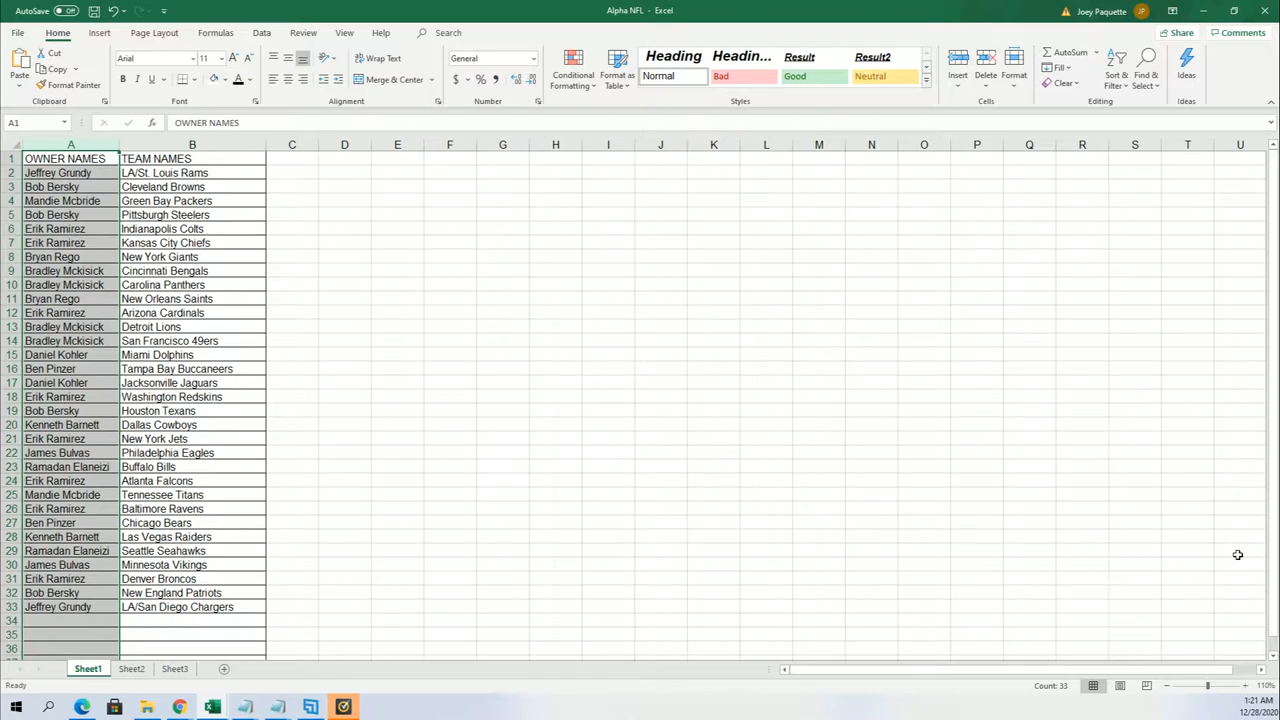 AutoSave Off
Alpha NFL - Excel
Joey Paquette JP
File Home Insert Page Layout Formulas Data Review View Help Search Share Comments
Paste Cut Copy Format Painter Clipboard
Arial 11 A A B I U A Font
Wrap Text Merge & Center Alignment
General $ % Number
Conditional Formatting Format as Table
Heading Headin... Result Result2
Normal Bad Good Neutral
Styles
Insert Delete Format Cells
AutoSum Fill Clear Sort & Filter Find & Select Editing
Ideas Ideas
A1 fx OWNER NAMES
A B C D E F G H I J K L M N O P Q R S T U
1 OWNER NAMES TEAM NAMES
2 Jeffrey Grundy LA/St. Louis Rams
3 Bob Bersky Cleveland Browns
4 Mandie Mcbride Green Bay Packers
5 Bob Bersky Pittsburgh Steelers
6 Erik Ramirez Indianapolis Colts
7 Erik Ramirez Kansas City Chiefs
8 Bryan Rego New York Giants
9 Bradley Mckisick Cincinnati Bengals
10 Bradley Mckisick Carolina Panthers
11 Bryan Rego New Orleans Saints
12 Erik Ramirez Arizona Cardinals
13 Bradley Mckisick Detroit Lions
14 Bradley Mckisick San Francisco 49ers
15 Daniel Kohler Miami Dolphins
16 Ben Pinzer Tampa Bay Buccaneers
17 Daniel Kohler Jacksonville Jaguars
18 Erik Ramirez Washington Redskins
19 Bob Bersky Houston Texans
20 Kenneth Barnett Dallas Cowboys
21 Erik Ramirez New York Jets
22 James Bulvas Philadelphia Eagles
23 Ramadan Elaneizi Buffalo Bills
24 Erik Ramirez Atlanta Falcons
25 Mandie Mcbride Tennessee Titans
26 Erik Ramirez Baltimore Ravens
27 Ben Pinzer Chicago Bears
28 Kenneth Barnett Las Vegas Raiders
29 Ramadan Elaneizi Seattle Seahawks
30 James Bulvas Minnesota Vikings
31 Erik Ramirez Denver Broncos
32 Bob Bersky New England Patriots
33 Jeffrey Grundy LA/San Diego Chargers
34
35
36
Sheet1 Sheet2 Sheet3
Ready Count: 33 110%
1:21 AM
12/28/2020